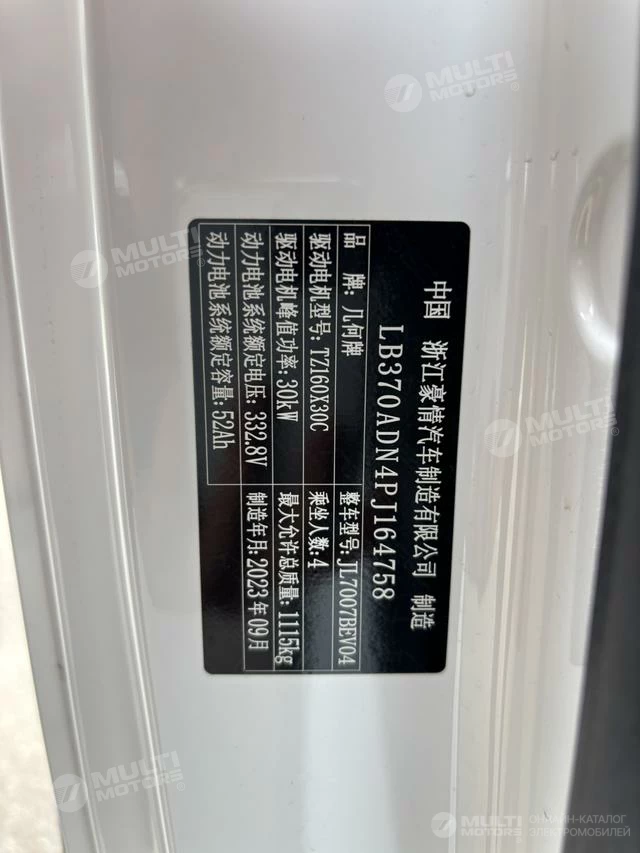 中国 浙江豪情汽车制造有限公司 制造
LB370ADN4PJ164758
品 牌: 几何牌 整车型号: JL7007BEV04
驱动电机型号: TZ160X30C 乘坐人数: 4
驱动电机峰值功率: 30kW 最大允许总质量: 1115kg
动力电池系统额定电压: 332.8V 制造年月: 2023年09月
动力电池系统额定容量: 52Ah
MULTI
MOTORS®
MULTI
MOTORS®
MULTI
MOTORS®
MULTI
MOTORS®
MULTI
MOTORS®
ОНЛАЙН-КАТАЛОГ
ЭЛЕКТРОМОБИЛЕЙ